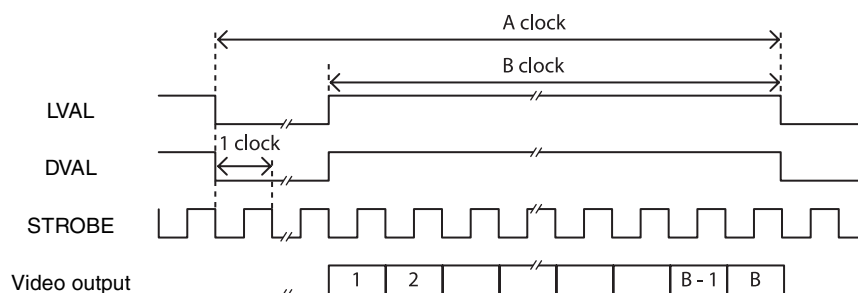 A clock
B clock
LVAL
1 clock
DVAL
STROBE
Video output 1 2 B - 1 B